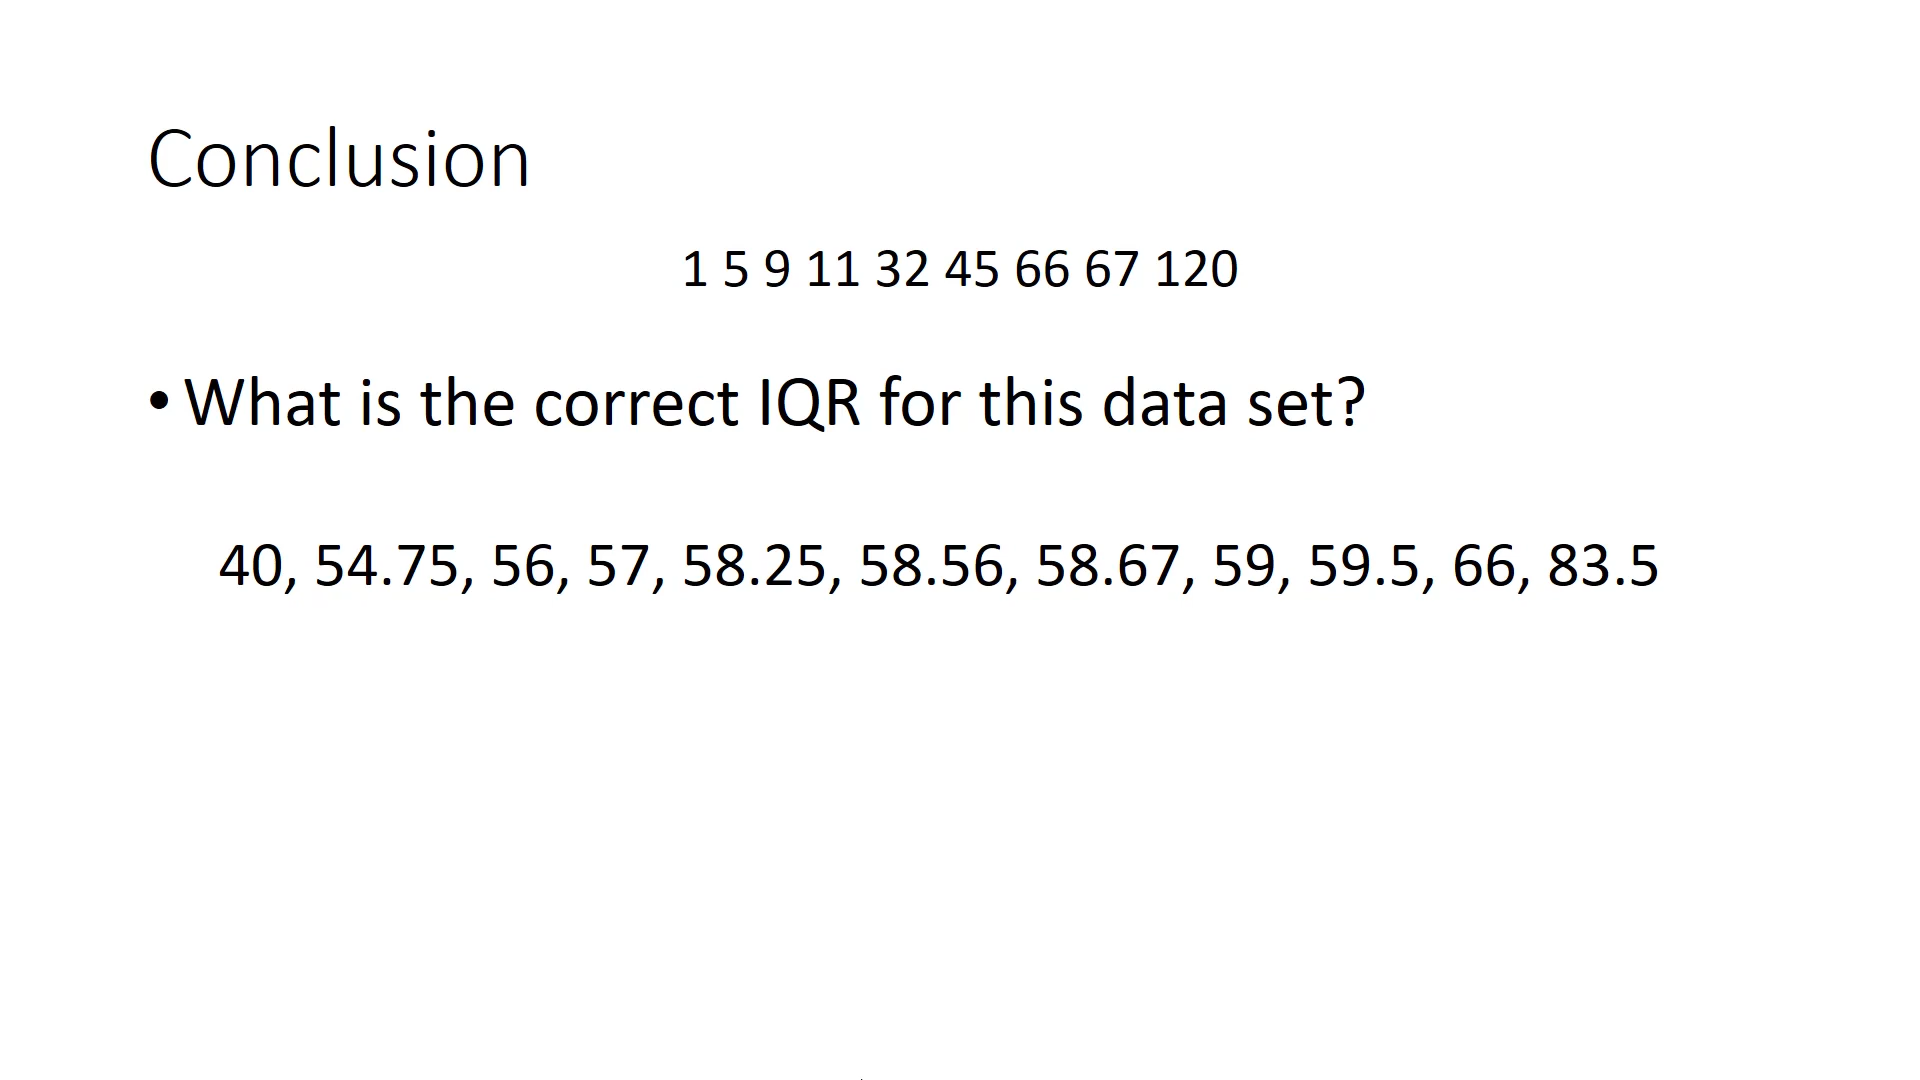 Conclusion
1 5 9 11 32 45 66 67 120
• What is the correct IQR for this data set?
40, 54.75, 56, 57, 58.25, 58.56, 58.67, 59, 59.5, 66, 83.5